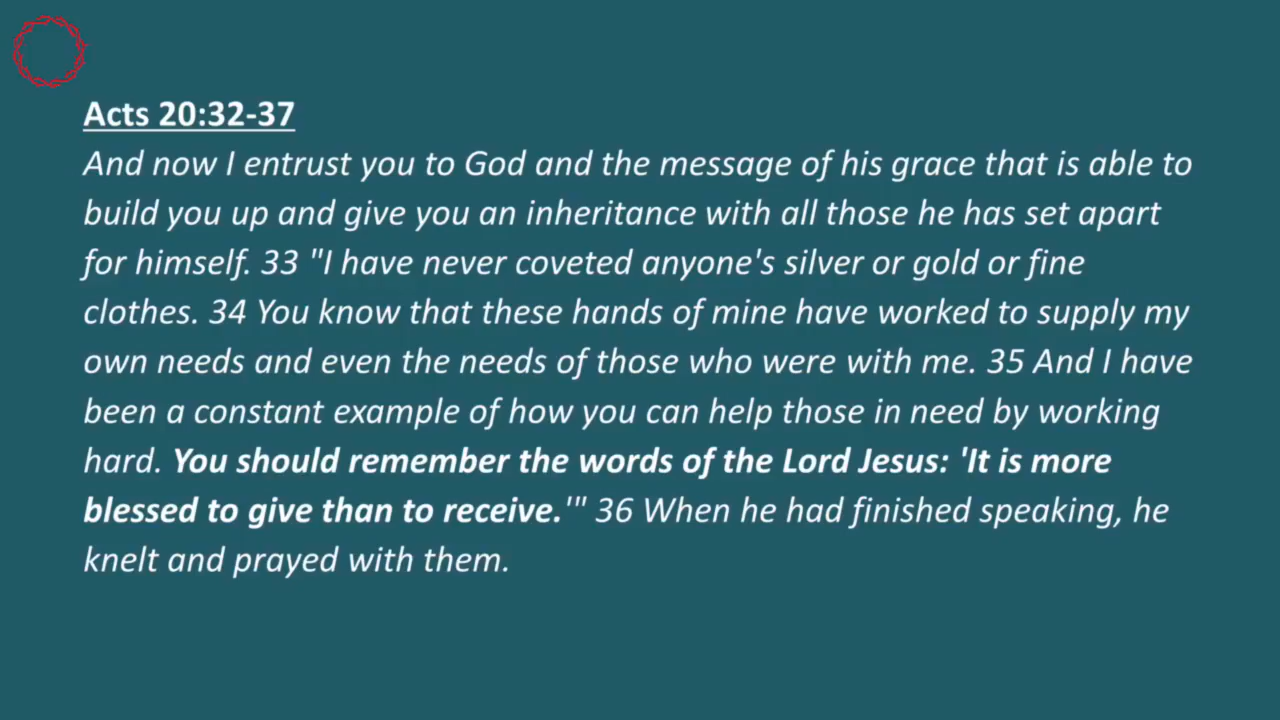 Acts 20:32-37
And now I entrust you to God and the message of his grace that is able to
build you up and give you an inheritance with all those he has set apart
for himself. 33 "I have never coveted anyone's silver or gold or fine
clothes. 34 You know that these hands of mine have worked to supply my
own needs and even the needs of those who were with me. 35 And I have
been a constant example of how you can help those in need by working
hard. You should remember the words of the Lord Jesus: 'It is more
blessed to give than to receive.'" 36 When he had finished speaking, he
knelt and prayed with them.